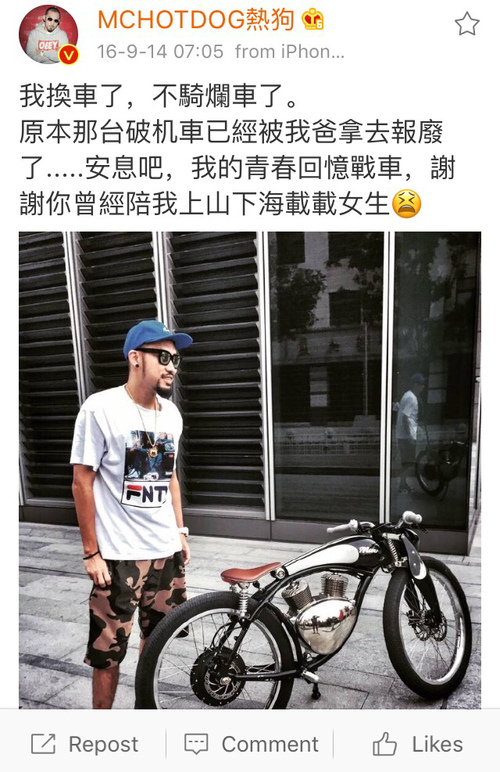 MCHOTDOG熱狗
16-9-14 07:05 from iPhon...
我換車了，不騎爛車了。
原本那台破机車已經被我爸拿去報廢
了.....安息吧，我的青春回憶戰車，謝
謝你曾經陪我上山下海載載女生
FNT
Repost
Comment
Likes